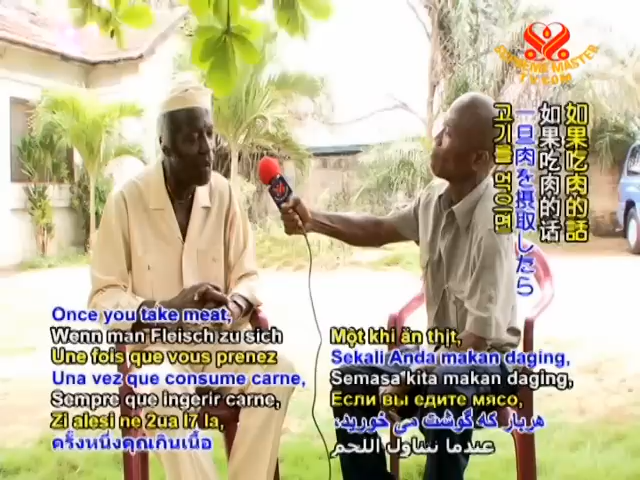 SUPREME MASTER
TV.COM
如果吃肉的話
如果吃肉的话
一旦肉を摂取したら
고기를 먹으면
Once you take meat,
Wenn man Fleisch zu sich
Une fois que vous prenez
Una vez que consume carne,
Sempre que ingerir carne,
Zi alesi ne 2ua l7 la,
ครั้งหนึ่งคุณกินเนื้อ
Một khi ăn thịt,
Sekali Anda makan daging,
Semasa kita makan daging,
Если вы едите мясо,
هربار که گوشت می خورید،
عندما نتناول اللحم